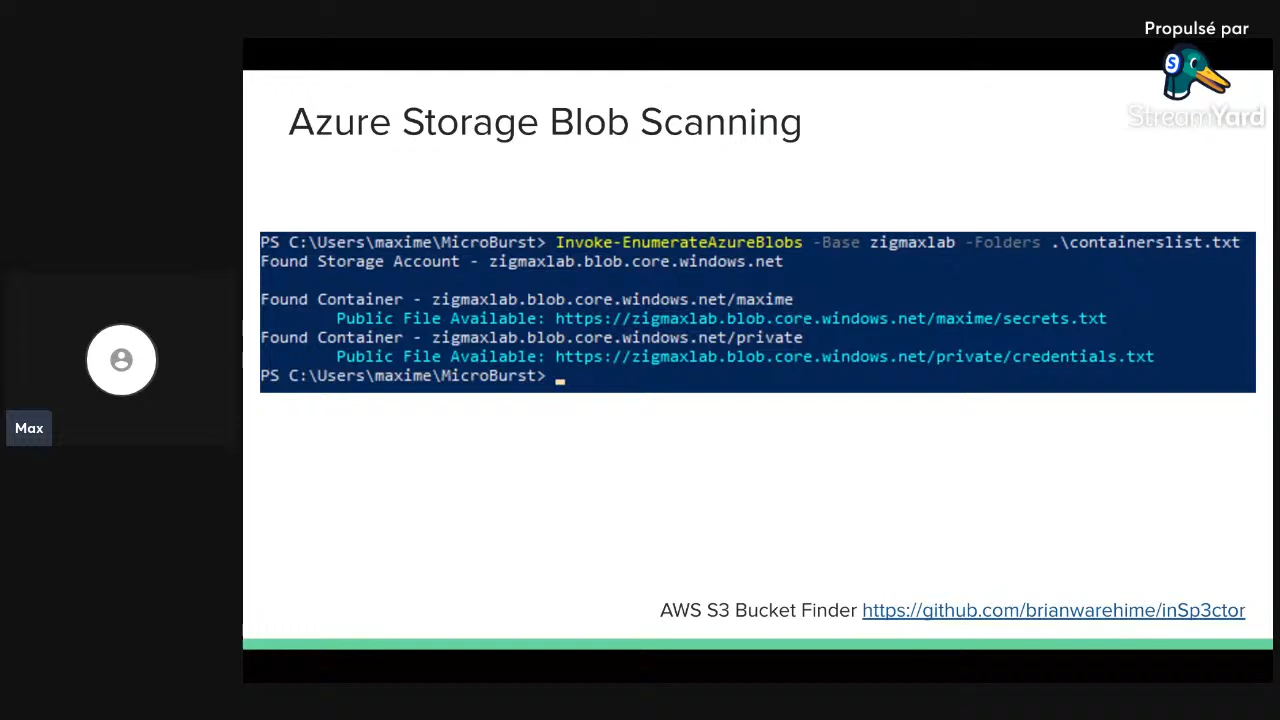 Propulsé par
StreamYard
Azure Storage Blob Scanning
PS C:\Users\maxime\MicroBurst> Invoke-EnumerateAzureBlobs -Base zigmaxlab -Folders .\containerslist.txt
Found Storage Account - zigmaxlab.blob.core.windows.net
Found Container - zigmaxlab.blob.core.windows.net/maxime
Public File Available: https://zigmaxlab.blob.core.windows.net/maxime/secrets.txt
Found Container - zigmaxlab.blob.core.windows.net/private
Public File Available: https://zigmaxlab.blob.core.windows.net/private/credentials.txt
PS C:\Users\maxime\MicroBurst>
Max
AWS S3 Bucket Finder https://github.com/brianwarehime/inSp3ctor